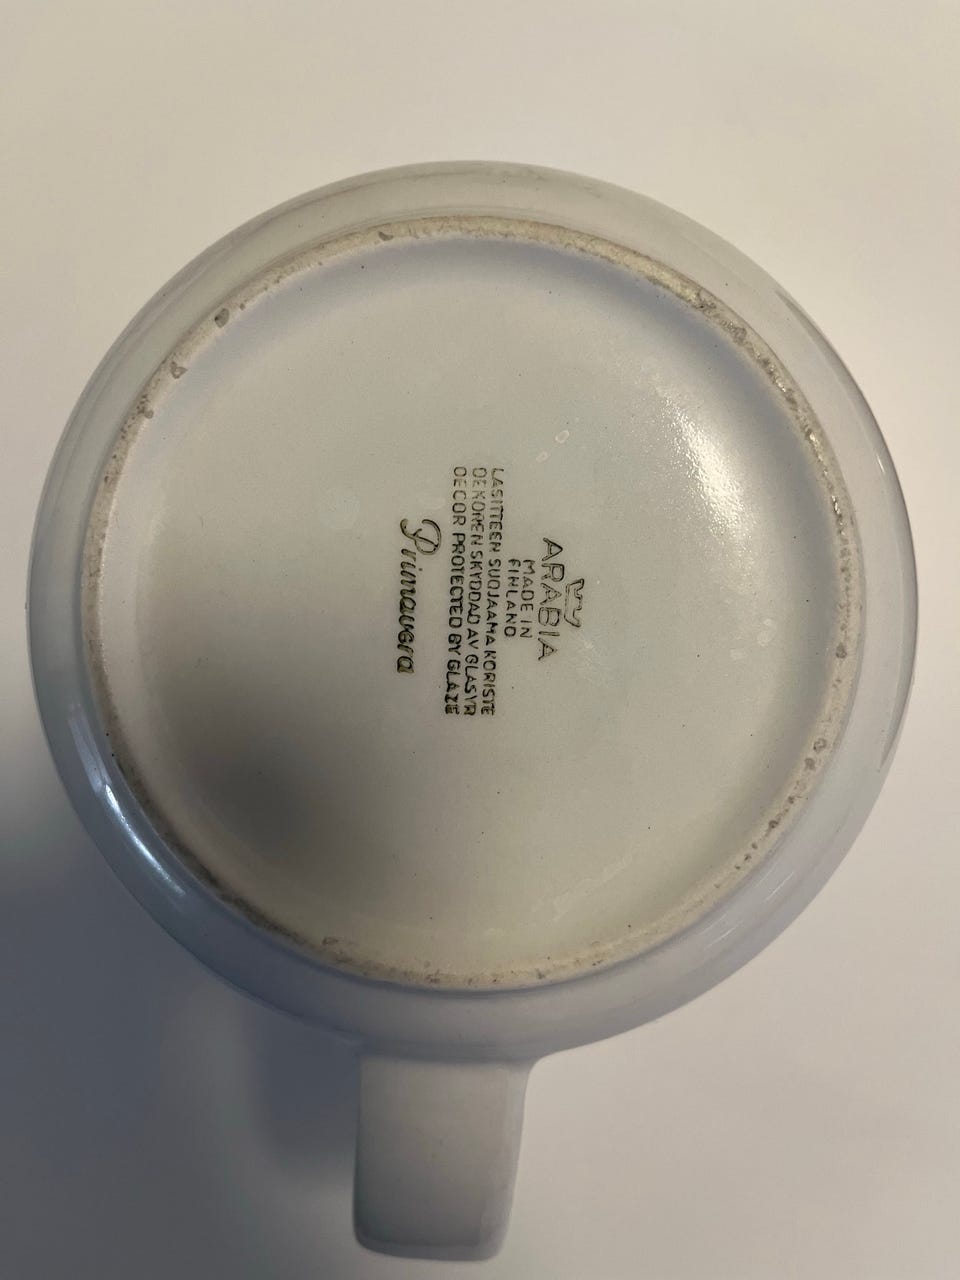 ARABIA
MADE IN
FINLAND
LASITTEEN SUOJAAMA KORISTE
DEKOREN SKYDDAD AV GLASYR
DECOR PROTECTED BY GLAZE
Primavera